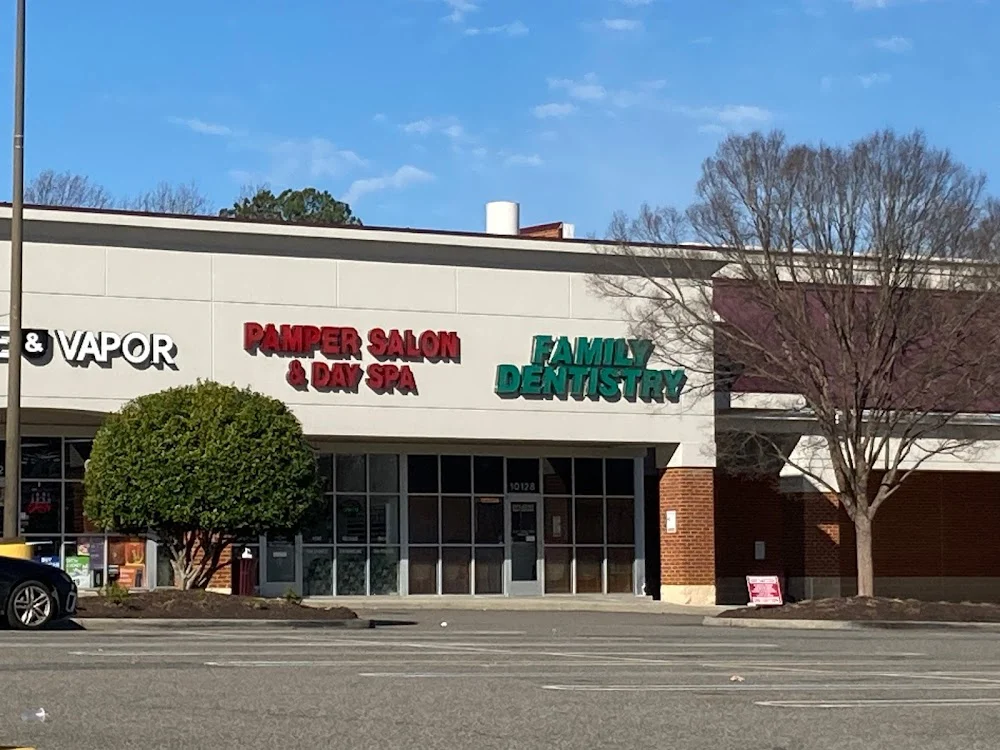 & VAPOR
PAMPER SALON
& DAY SPA
FAMILY
DENTISTRY
10128